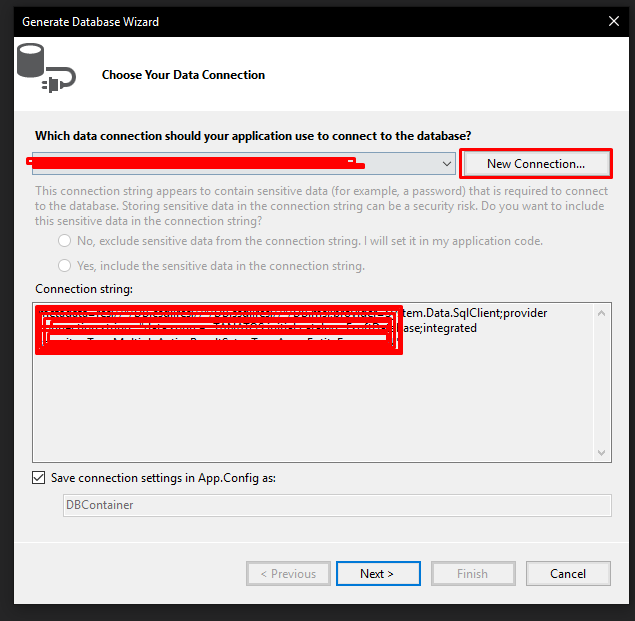 Generate Database Wizard
Choose Your Data Connection
Which data connection should your application use to connect to the database?
New Connection...
This connection string appears to contain sensitive data (for example, a password) that is required to connect
to the database. Storing sensitive data in the connection string can be a security risk. Do you want to include
this sensitive data in the connection string?
No, exclude sensitive data from the connection string. I will set it in my application code.
Yes, include the sensitive data in the connection string.
Connection string:
tem.Data.SqlClient;provider
base;integrated
Save connection settings in App.Config as:
DBContainer
< Previous
Next >
Finish
Cancel